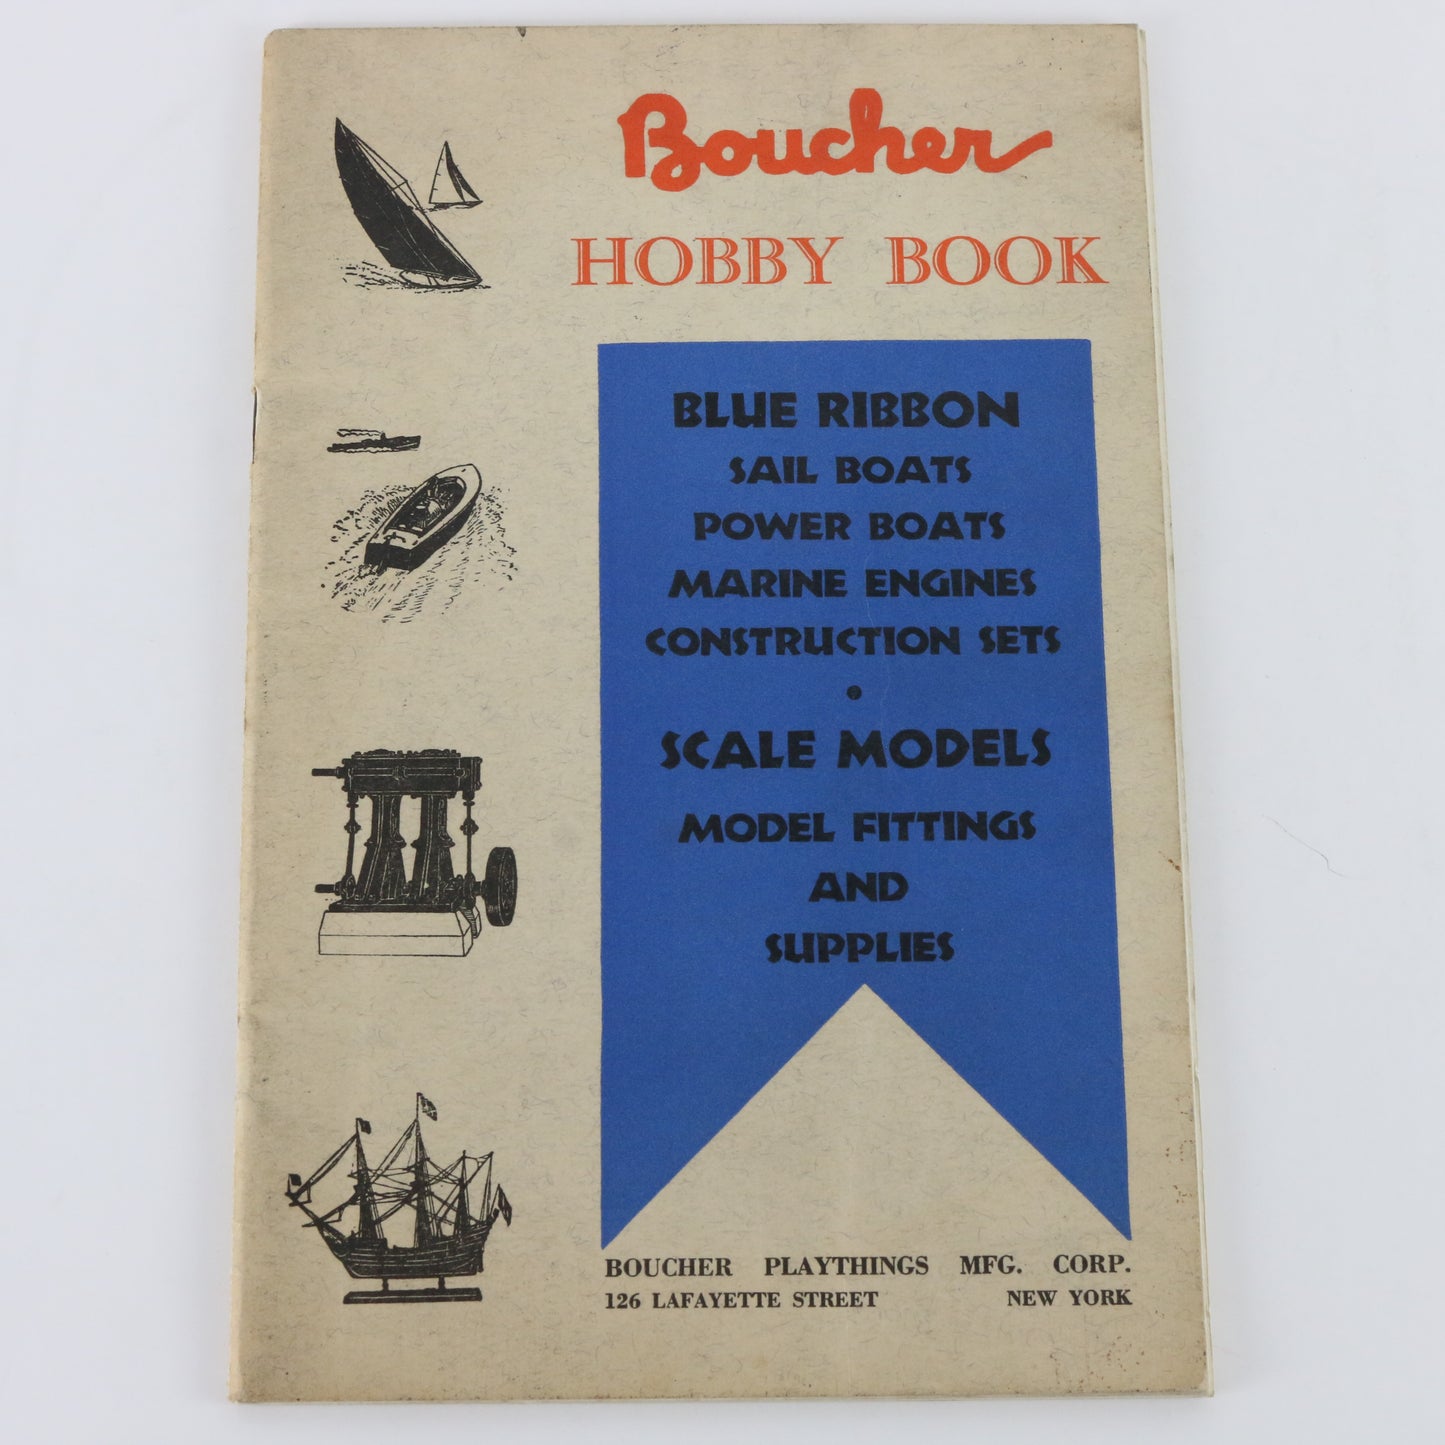 Boucher
HOBBY BOOK
BLUE RIBBON
SAIL BOATS
POWER BOATS
MARINE ENGINES
CONSTRUCTION SETS
•
SCALE MODELS
MODEL FITTINGS
AND
SUPPLIES
BOUCHER PLAYTHINGS MFG. CORP.
126 LAFAYETTE STREET NEW YORK